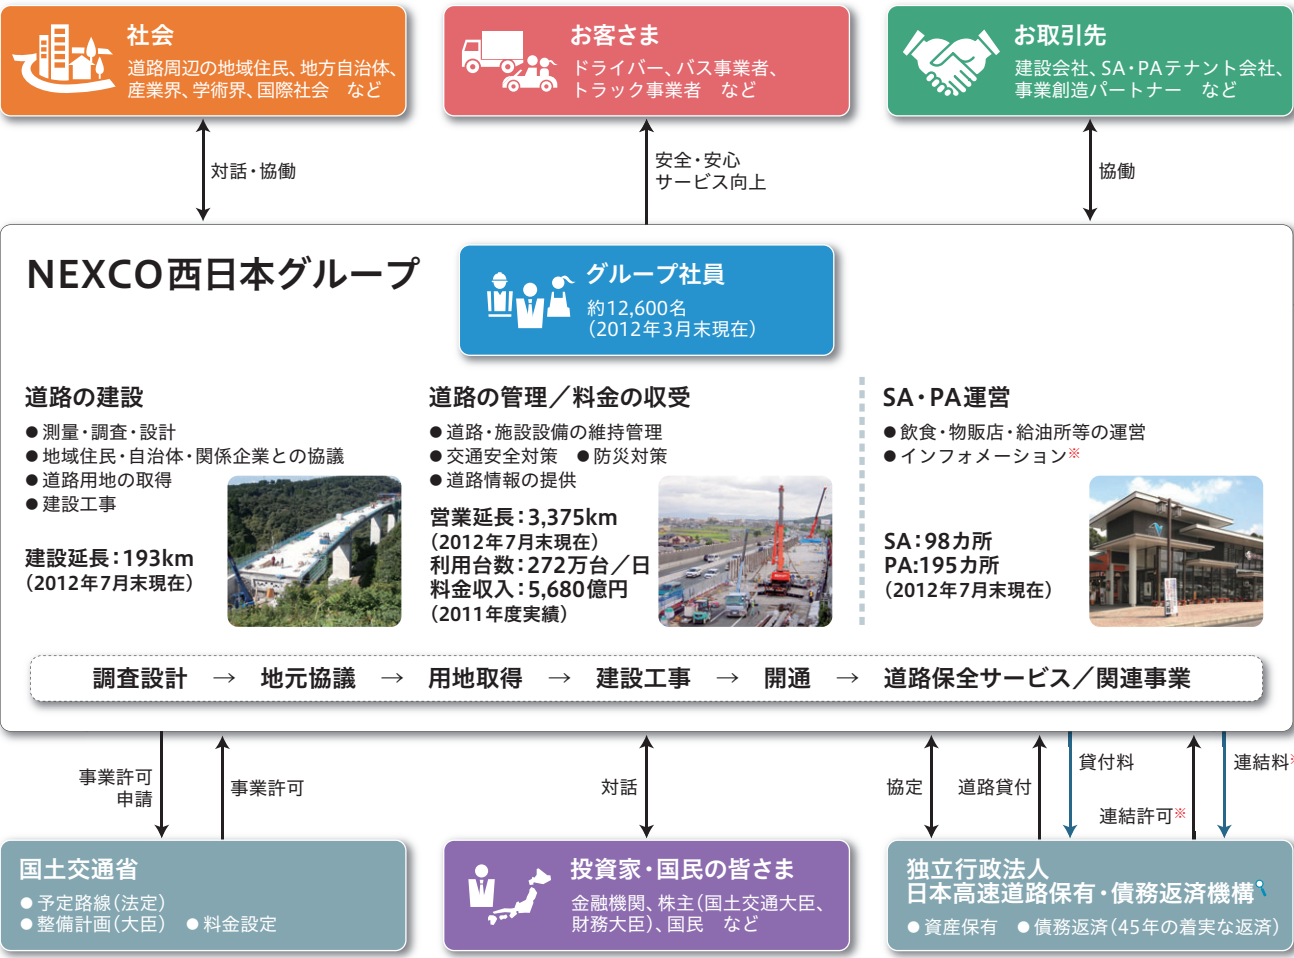 社会
道路周辺の地域住民、地方自治体、
産業界、学術界、国際社会 など
お客さま
ドライバー、バス事業者、
トラック事業者 など
お取引先
建設会社、SA・PAテナント会社、
事業創造パートナー など
対話・協働
安全・安心
サービス向上
協働
NEXCO西日本グループ
グループ社員
約12,600名
(2012年3月末現在)
道路の建設
●測量・調査・設計
●地域住民・自治体・関係企業との協議
●道路用地の取得
●建設工事
建設延長:193km
(2012年7月末現在)
道路の管理/料金の収受
●道路・施設設備の維持管理
●交通安全対策 ●防災対策
●道路情報の提供
営業延長:3,375km
(2012年7月末現在)
利用台数:272万台/日
料金収入:5,680億円
(2011年度実績)
SA・PA運営
●飲食・物販店・給油所等の運営
●インフォメーション※
SA:98カ所
PA:195カ所
(2012年7月末現在)
調査設計 → 地元協議 → 用地取得 → 建設工事 → 開通 → 道路保全サービス/関連事業
事業許可
申請
事業許可
対話
協定
道路貸付
貸付料
連結許可※
連結料※
国土交通省
●予定路線(法定)
●整備計画(大臣) ●料金設定
投資家・国民の皆さま
金融機関、株主(国土交通大臣、
財務大臣)、国民 など
独立行政法人
日本高速道路保有・債務返済機構
●資産保有 ●債務返済(45年の着実な返済)